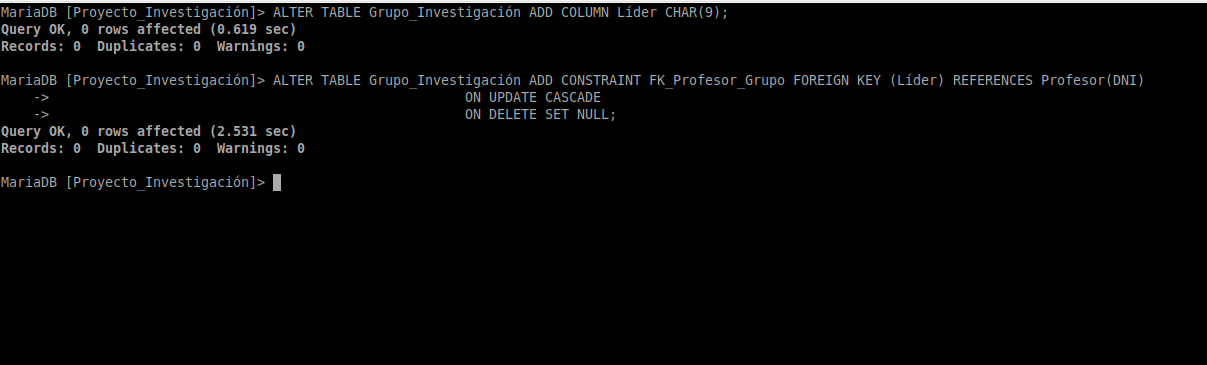 MariaDB [Proyecto_Investigación]> ALTER TABLE Grupo_Investigación ADD COLUMN Líder CHAR(9);
Query OK, 0 rows affected (0.619 sec)
Records: 0  Duplicates: 0  Warnings: 0
MariaDB [Proyecto_Investigación]> ALTER TABLE Grupo_Investigación ADD CONSTRAINT FK_Profesor_Grupo FOREIGN KEY (Líder) REFERENCES Profesor(DNI)
    ->                                                    ON UPDATE CASCADE
    ->                                                    ON DELETE SET NULL;
Query OK, 0 rows affected (2.531 sec)
Records: 0  Duplicates: 0  Warnings: 0
MariaDB [Proyecto_Investigación]>